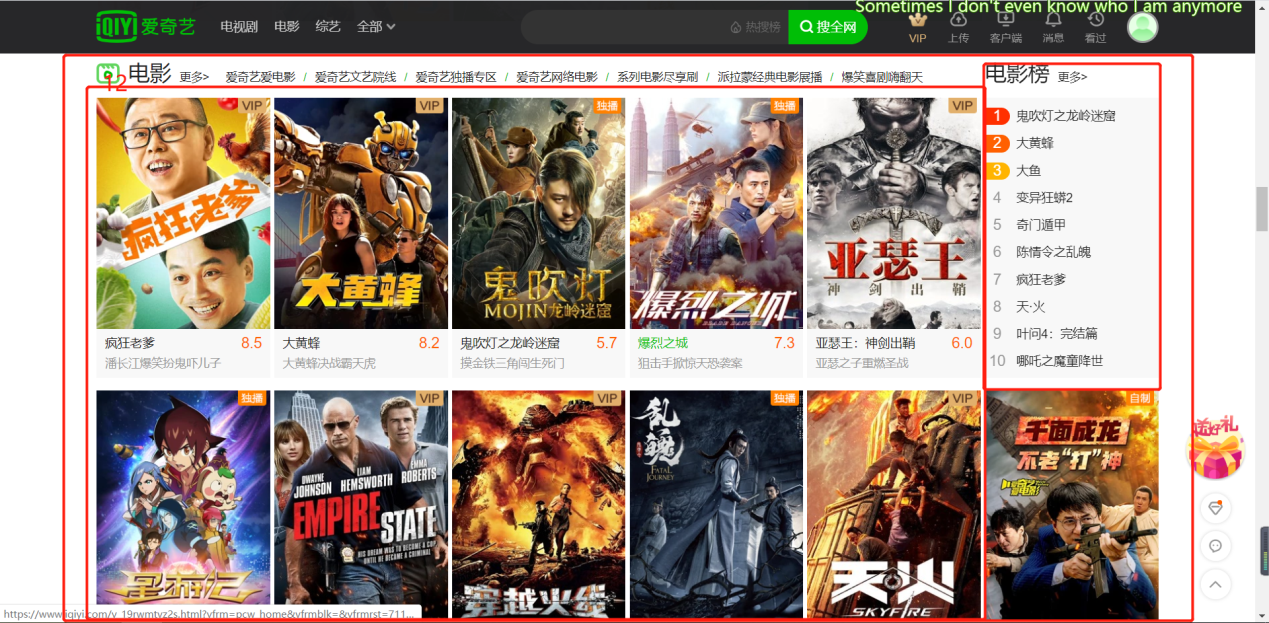 Sometimes I don't even know who I am anymore
iQIYI 爱奇艺 电视剧 电影 综艺 全部 热搜榜 搜全网 VIP 上传 客户端 消息 看过
12
电影 更多> 爱奇艺爱电影 / 爱奇艺文艺院线 / 爱奇艺独播专区 / 爱奇艺网络电影 / 系列电影尽享刷 / 派拉蒙经典电影展播 / 爆笑喜剧嗨翻天
VIP
疯狂老爹
疯狂老爹 8.5
潘长江爆笑扮鬼吓儿子
VIP
大黄蜂
大黄蜂 8.2
大黄蜂决战霸天虎
独播
鬼吹灯
MOJIN 龙岭迷窟
鬼吹灯之龙岭迷窟 5.7
摸金铁三角闯生死门
独播
爆烈之城
爆烈之城 7.3
狙击手掀惊天恐袭案
VIP
亚瑟王
神剑出鞘
亚瑟王：神剑出鞘 6.0
亚瑟之子重燃圣战
电影榜 更多>
1 鬼吹灯之龙岭迷窟
2 大黄蜂
3 大鱼
4 变异狂蟒2
5 奇门遁甲
6 陈情令之乱魄
7 疯狂老爹
8 天·火
9 叶问4：完结篇
10 哪吒之魔童降世
独播
星游记
VIP
DWAYNE JOHNSON
LIAM HEMSWORTH
EMMA ROBERTS
EMPIRE STATE
HIS DREAM WAS TO BECOME A COP
UNTIL HE BECAME A CRIMINAL
VIP
穿越火线
独播
乱魄
FATAL JOURNEY
VIP
天火
SKYFIRE
自制
千面成龙
不老“打”神
送好礼
https://www.iqiyi.com/v_19rwmtvz2s.html?vfrm=pcw_home&vfrmblk=&vfrmrst=711...